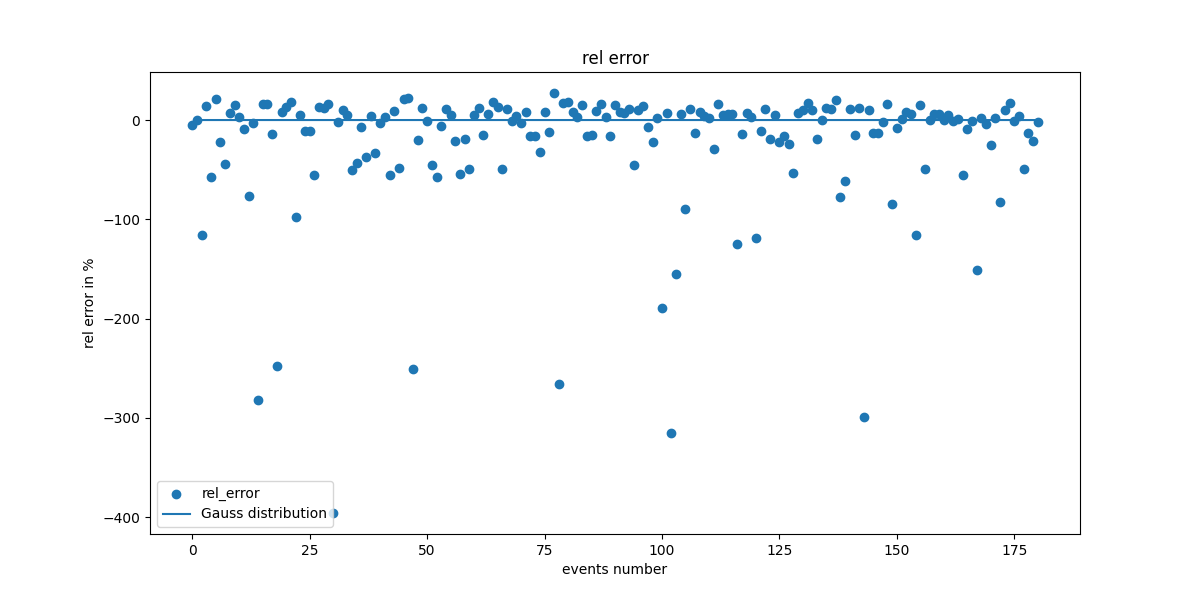 rel error
rel error in %
0
−100
−200
−300
−400
rel_error
Gauss distribution
0 25 50 75 100 125 150 175
events number